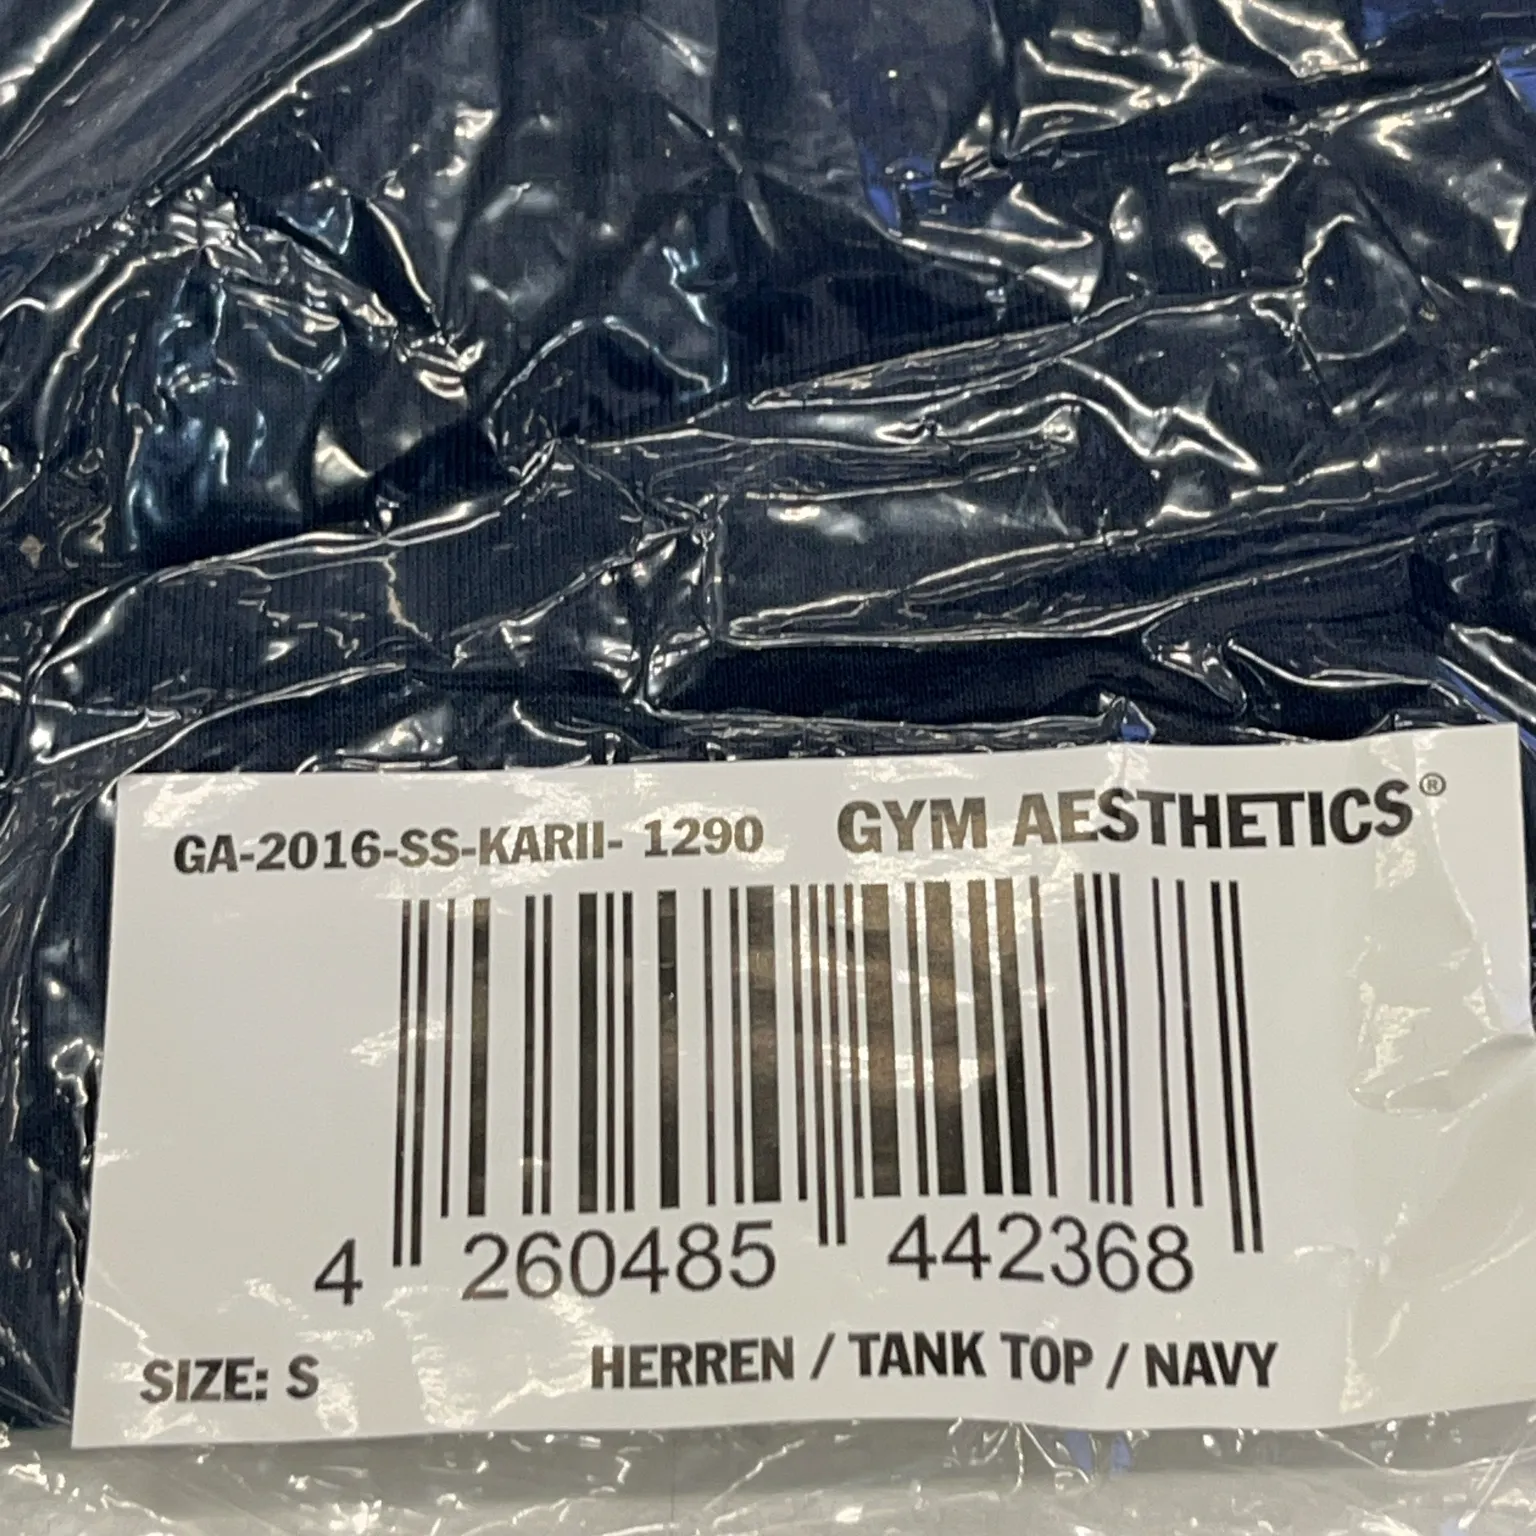 GA-2016-SS-KARII- 1290 GYM AESTHETICS®
4 260485 442368
SIZE: S HERREN / TANK TOP / NAVY